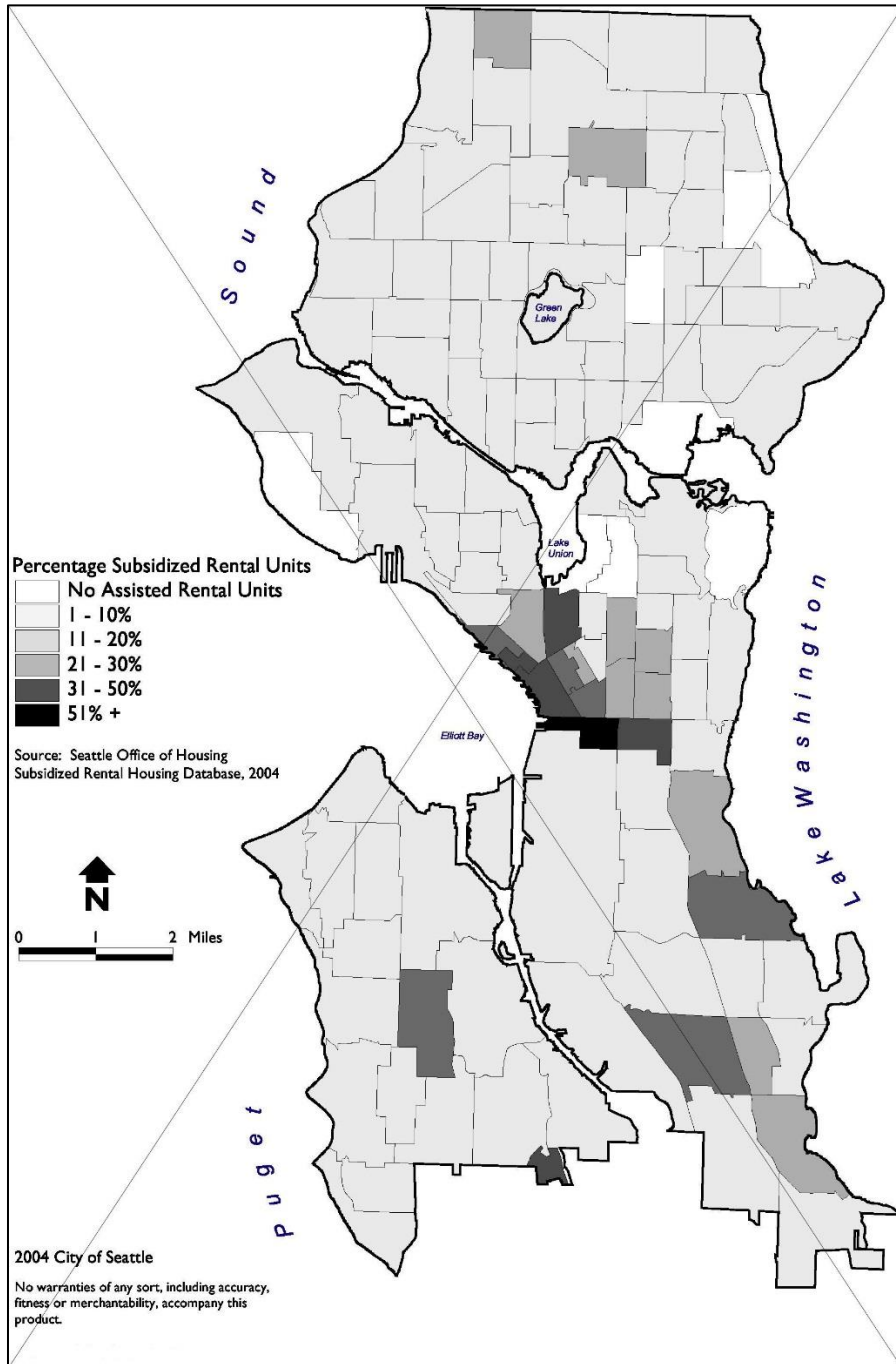 Sound
Green
Lake
Lake
Union
Percentage Subsidized Rental Units
No Assisted Rental Units
1 - 10%
11 - 20%
21 - 30%
31 - 50%
51% +
Source: Seattle Office of Housing
Subsidized Rental Housing Database, 2004
Elliott Bay
Lake Washington
N
0 1 2 Miles
Puget
2004 City of Seattle
No warranties of any sort, including accuracy,
fitness or merchantability, accompany this
product.